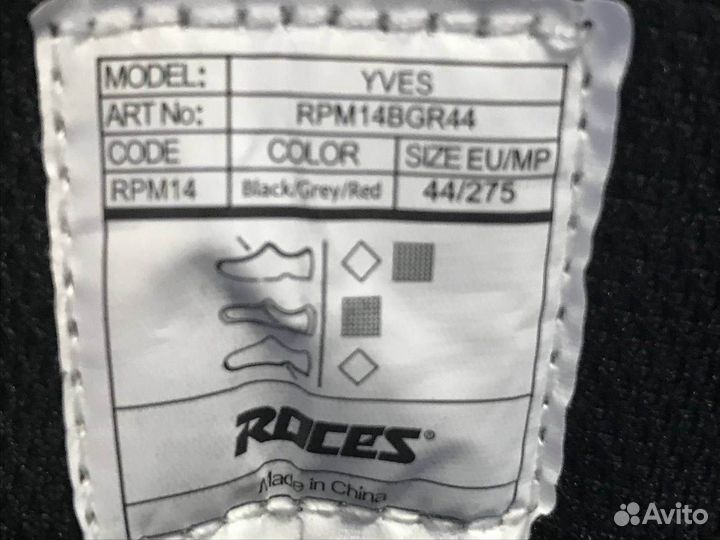 MODEL: YVES
ART No: RPM14BGR44
CODE COLOR SIZE EU/MP
RPM14 Black/Grey/Red 44/275
ROCES®
Made in China
Avito